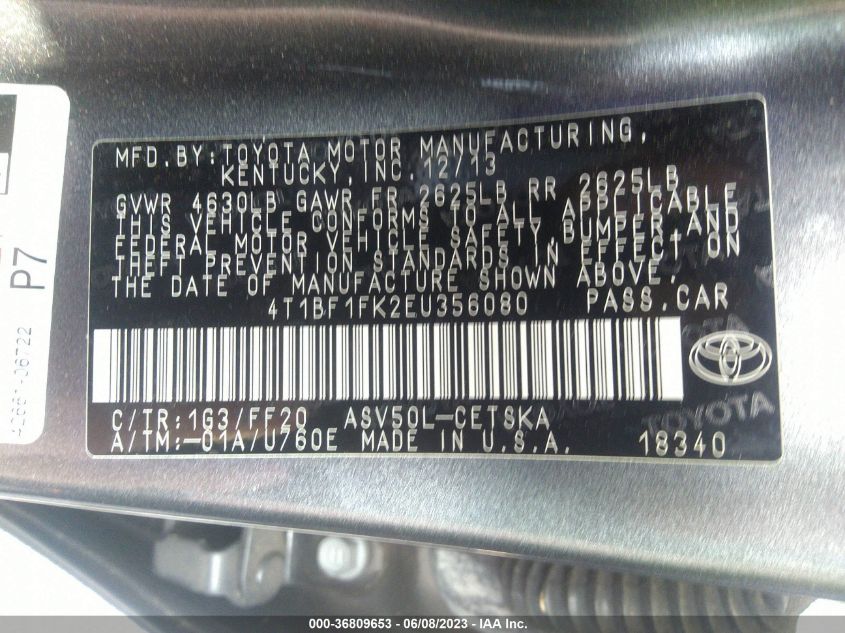 MFD. BY: TOYOTA MOTOR MANUFACTURING,
KENTUCKY, INC. 12/13
GVWR 4630LB GAWR FR 2625LB RR 2625LB
THIS VEHICLE CONFORMS TO ALL APPLICABLE
FEDERAL MOTOR VEHICLE SAFETY, BUMPER, AND
THEFT PREVENTION STANDARDS IN EFFECT ON
THE DATE OF MANUFACTURE SHOWN ABOVE.
4T1BF1FK2EU356080 PASS. CAR
TOYOTA
C/TR: 1G3/FF20 ASV50L-CETSKA
A/TM: -01A/U760E MADE IN U.S.A. 18340
P7
000-36809653 - 06/08/2023 - IAA Inc.